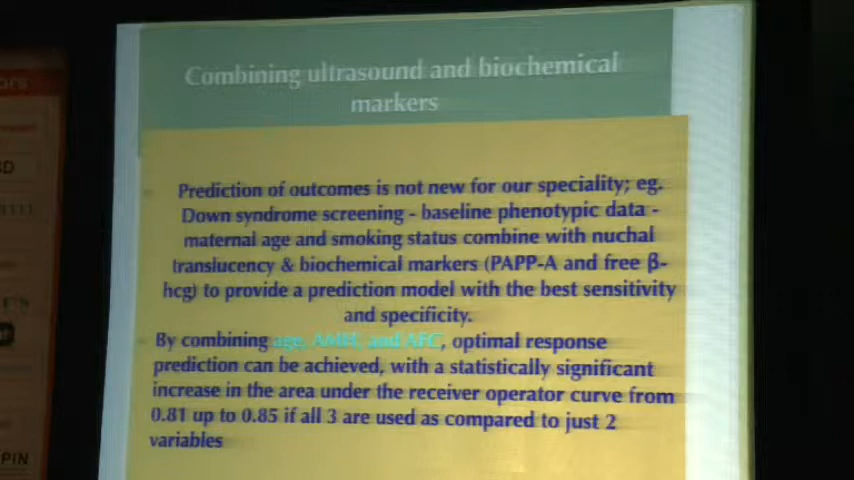 Combining ultrasound and biochemical
markers
Prediction of outcomes is not new for our speciality; eg.
Down syndrome screening - baseline phenotypic data -
maternal age and smoking status combine with nuchal
translucency & biochemical markers (PAPP-A and free β-
hcg) to provide a prediction model with the best sensitivity
and specificity.
By combining age, and AFC, optimal response
prediction can be achieved, with a statistically significant
increase in the area under the receiver operator curve from
0.81 up to 0.85 if all 3 are used as compared to just 2
variables
PIN